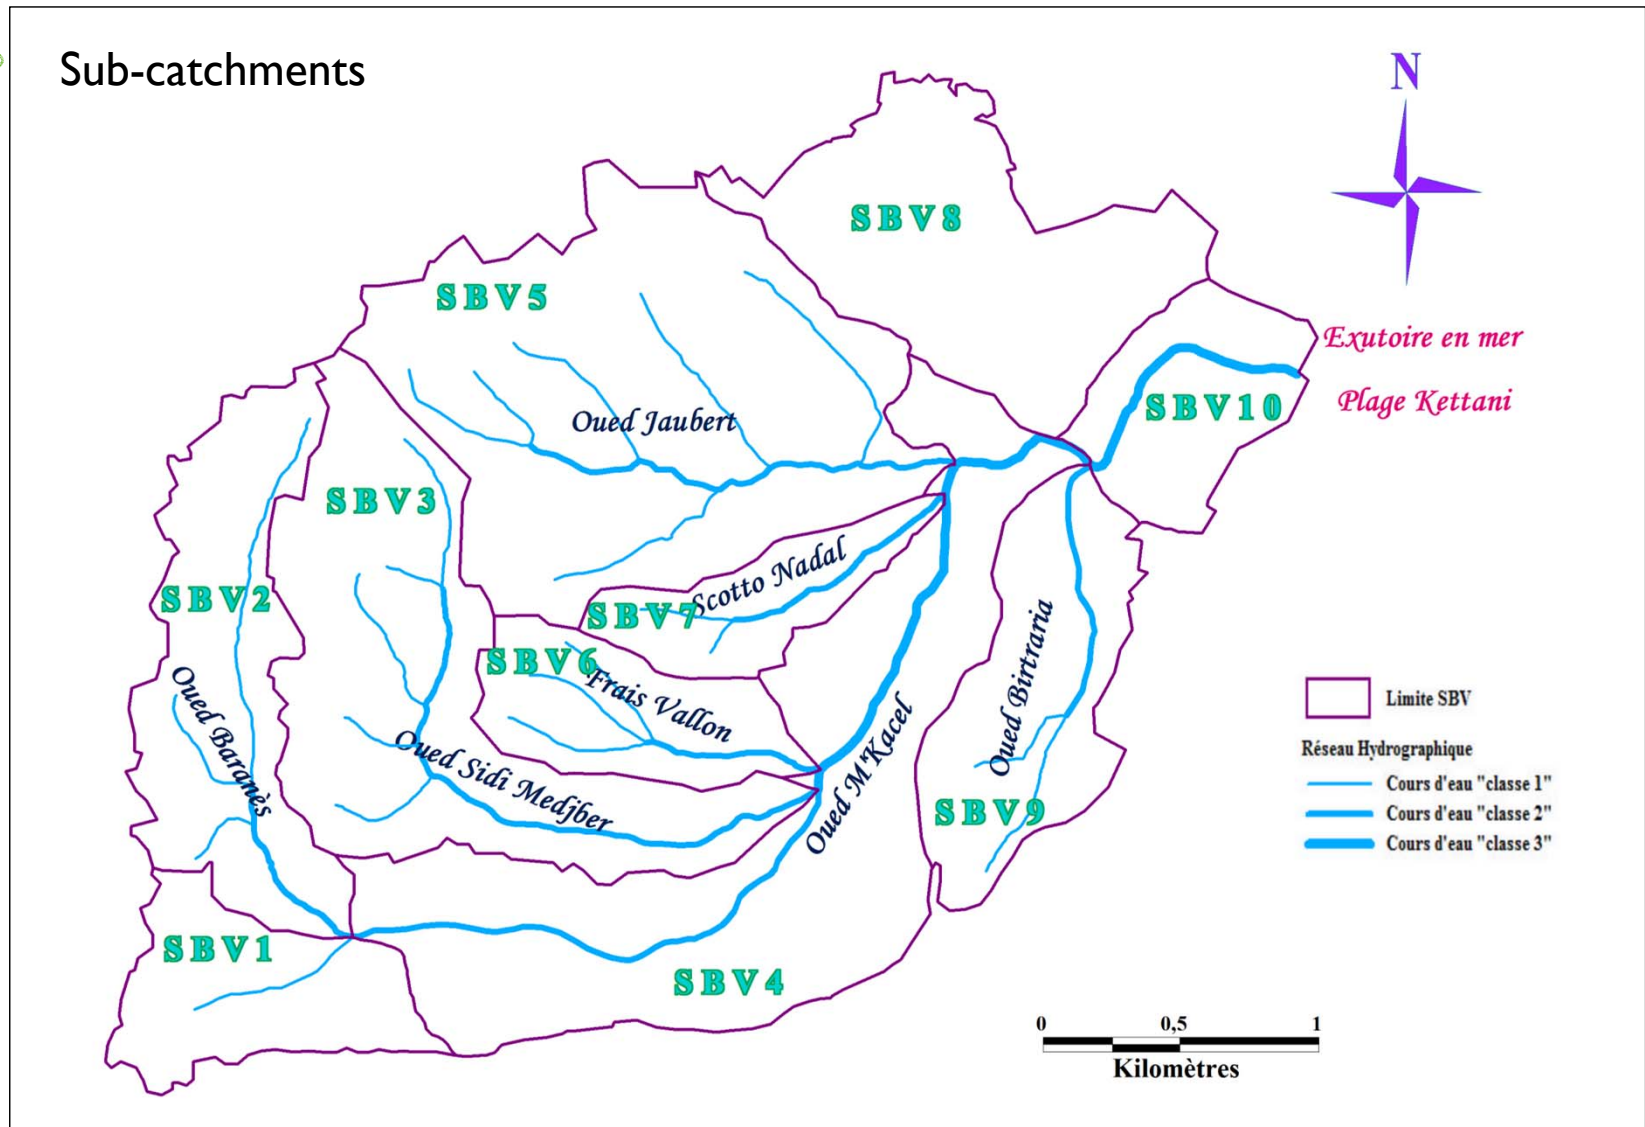 Sub-catchments
N
SBV8
SBV5
Exutoire en mer
Plage Kettani
SBV10
Oued Jaubert
SBV3
Scotto Nadal
SBV2
SBV7
SBV6
Frais Vallon
Oued Birtraria
Oued Baranès
Oued Sidi Medjber
Oued M'Kacel
SBV9
Limite SBV
Réseau Hydrographique
Cours d'eau "classe 1"
Cours d'eau "classe 2"
Cours d'eau "classe 3"
SBV1
SBV4
0 0,5 1
Kilomètres